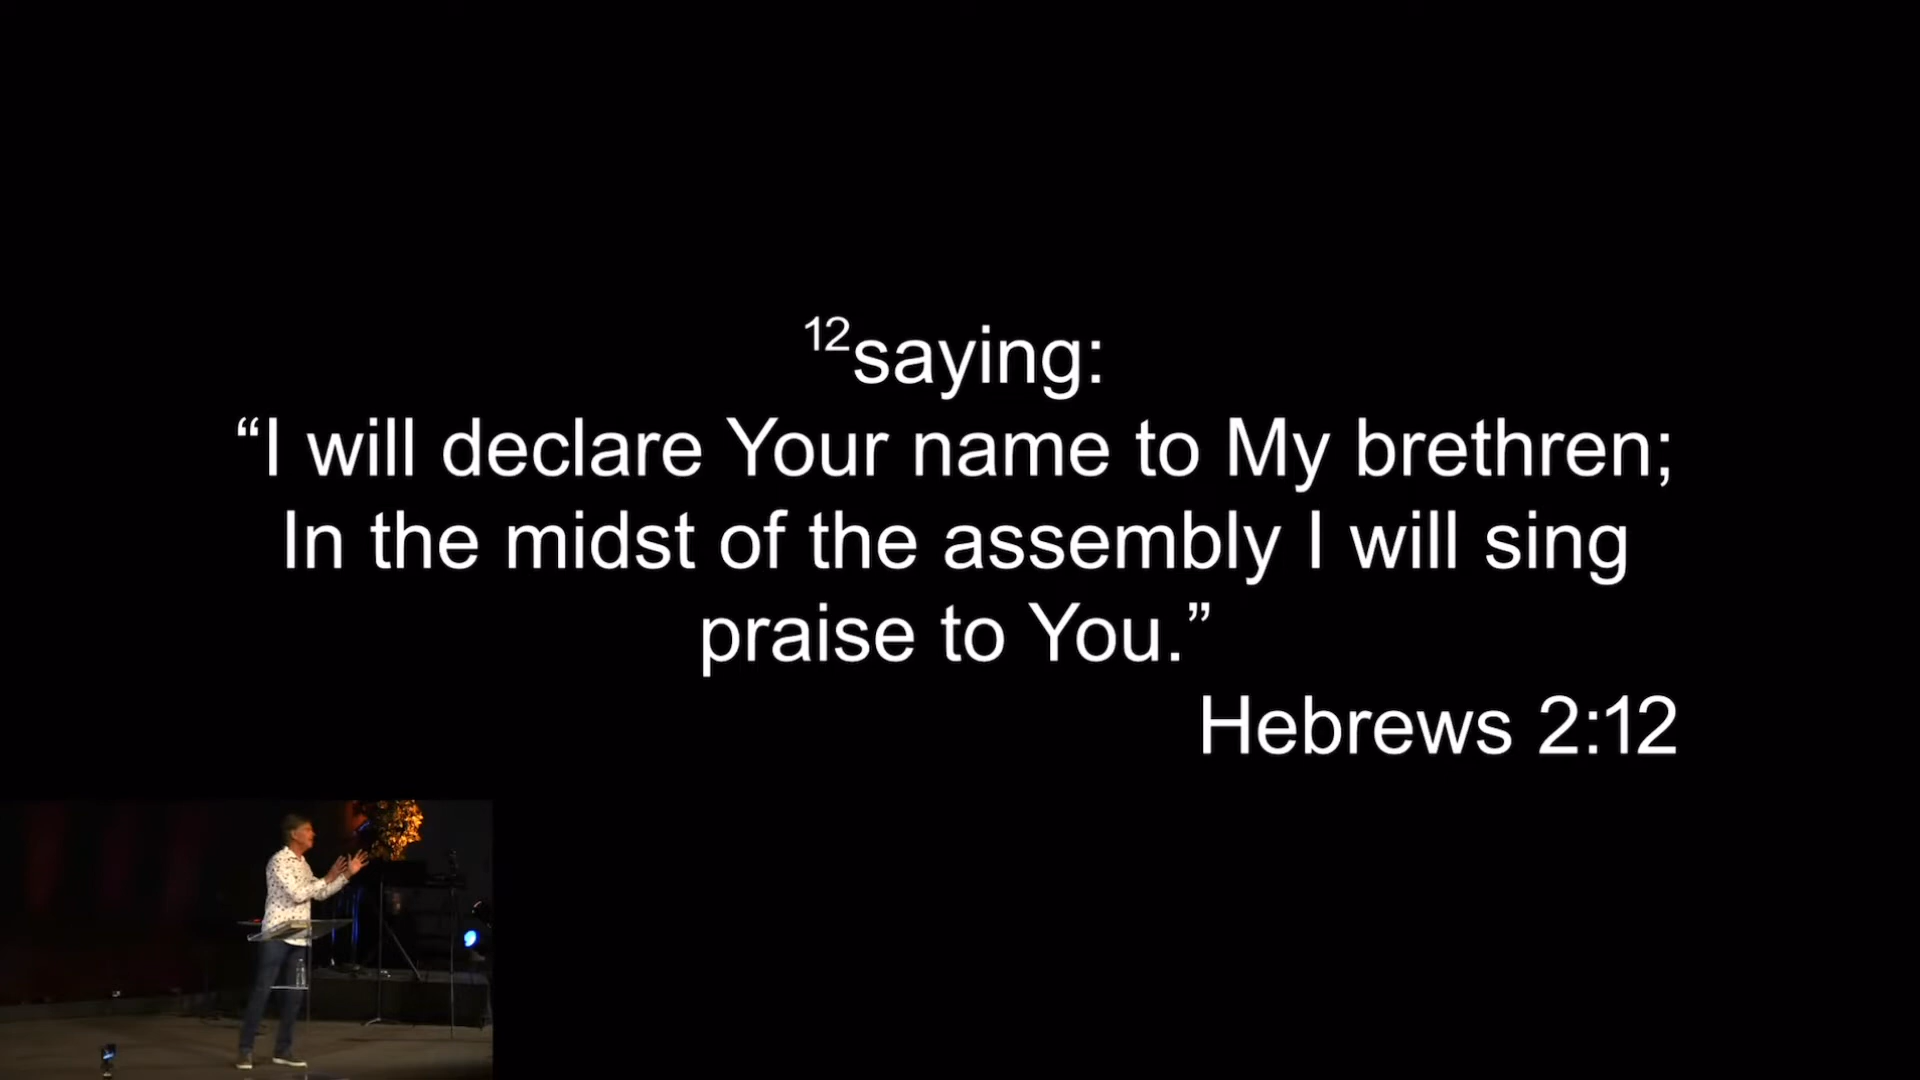 ¹²saying:
“I will declare Your name to My brethren;
In the midst of the assembly I will sing
praise to You.”
Hebrews 2:12